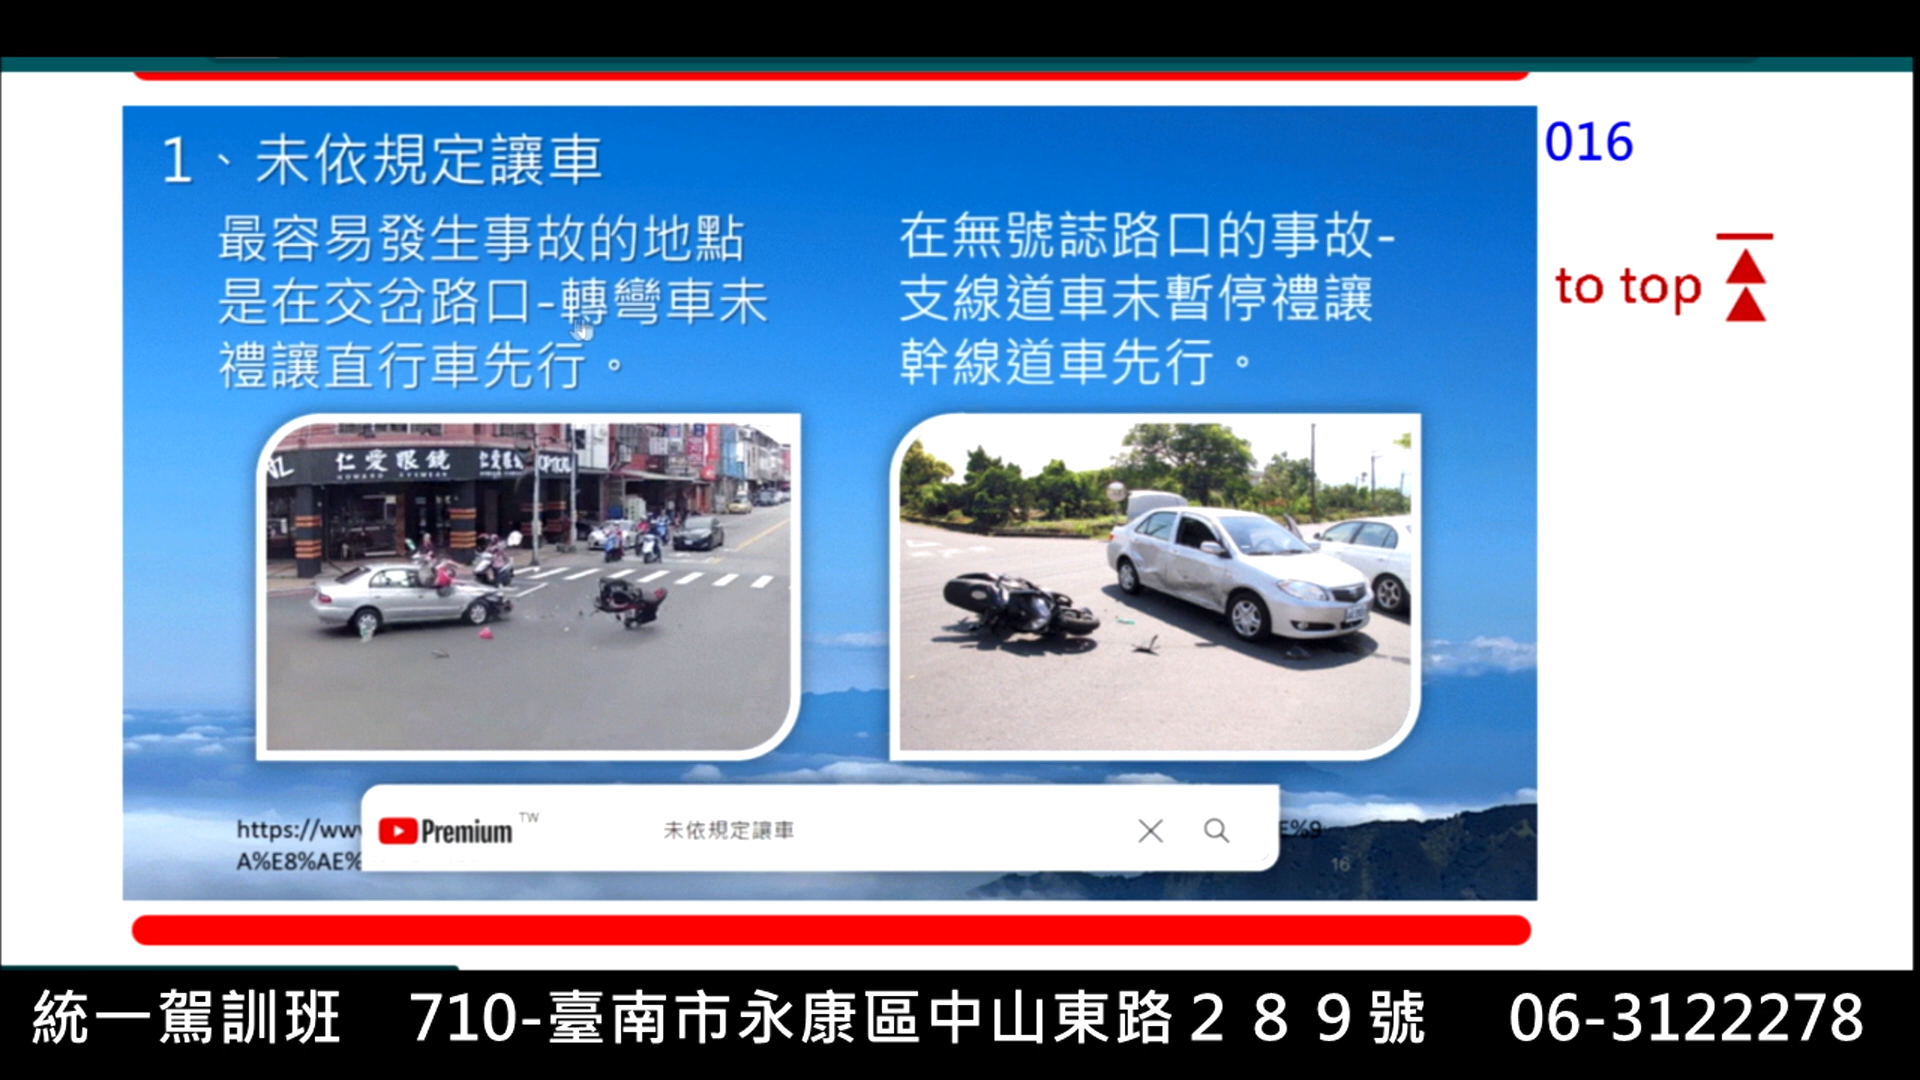 1、未依規定讓車
最容易發生事故的地點
是在交岔路口-轉彎車未
禮讓直行車先行。
在無號誌路口的事故-
支線道車未暫停禮讓
幹線道車先行。
016
to top
仁愛眼鏡
https://ww
A%E8%AE%
Premium TW
未依規定讓車
E%9
16
統一駕訓班 710-臺南市永康區中山東路２８９號 06-3122278